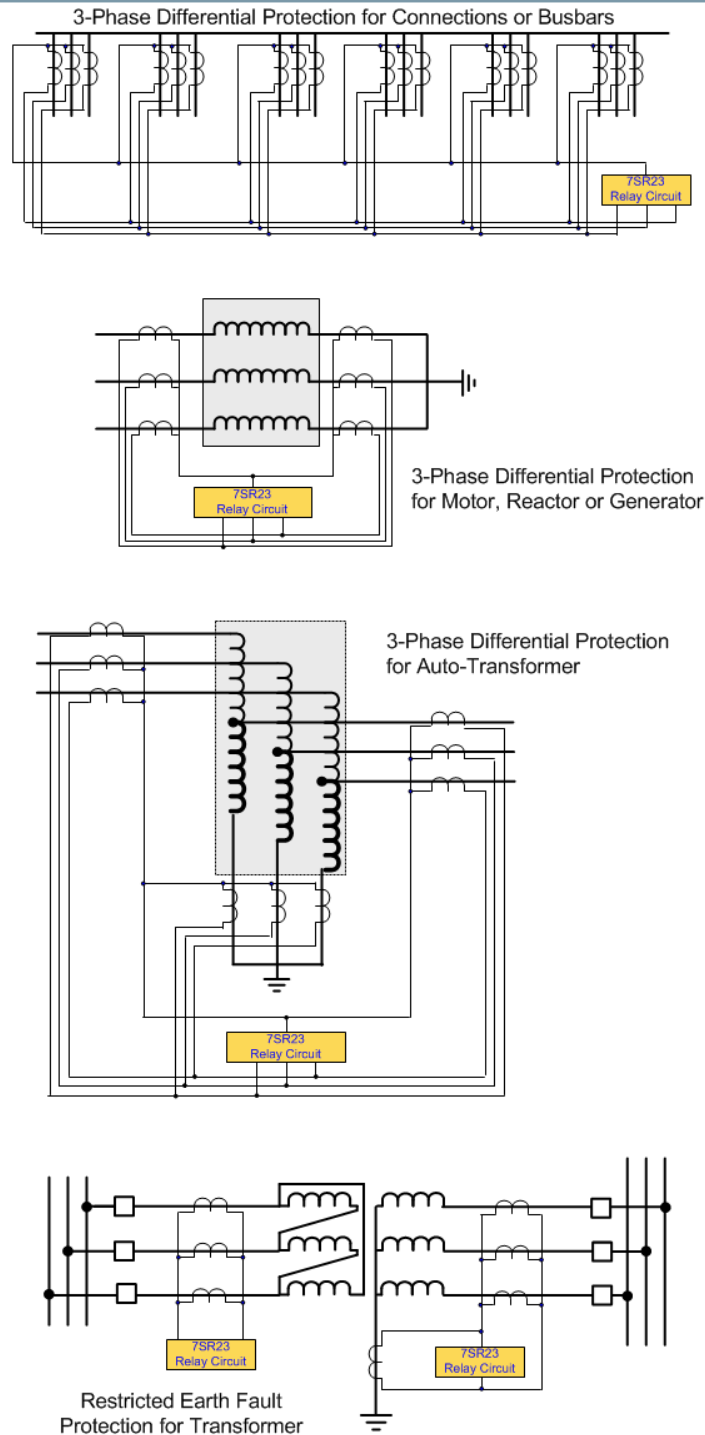 3-Phase Differential Protection for Connections or Busbars
7SR23
Relay Circuit
7SR23
Relay Circuit
3-Phase Differential Protection
for Motor, Reactor or Generator
3-Phase Differential Protection
for Auto-Transformer
7SR23
Relay Circuit
7SR23
Relay Circuit
7SR23
Relay Circuit
Restricted Earth Fault
Protection for Transformer